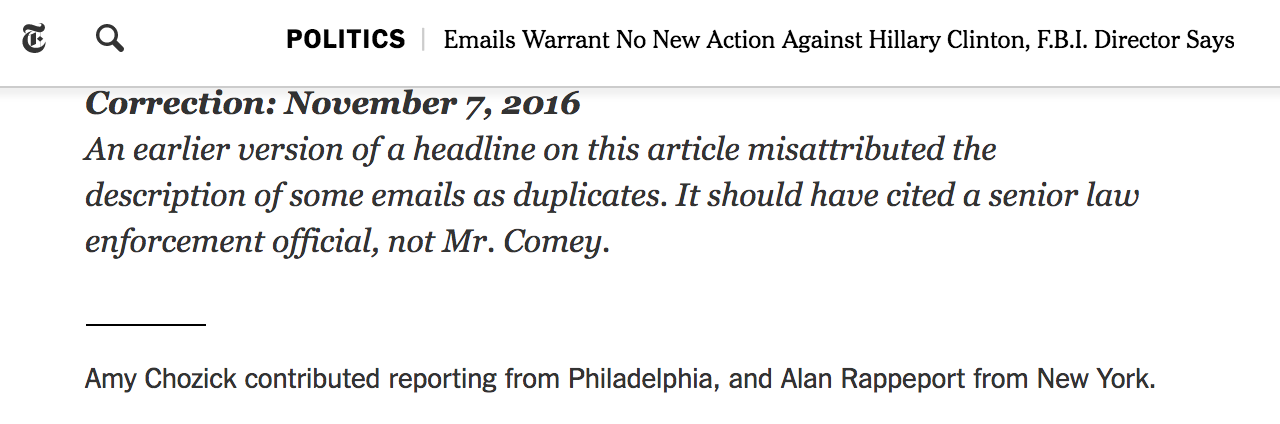 T POLITICS | Emails Warrant No New Action Against Hillary Clinton, F.B.I. Director Says
Correction: November 7, 2016
An earlier version of a headline on this article misattributed the
description of some emails as duplicates. It should have cited a senior law
enforcement official, not Mr. Comey.
Amy Chozick contributed reporting from Philadelphia, and Alan Rappeport from New York.